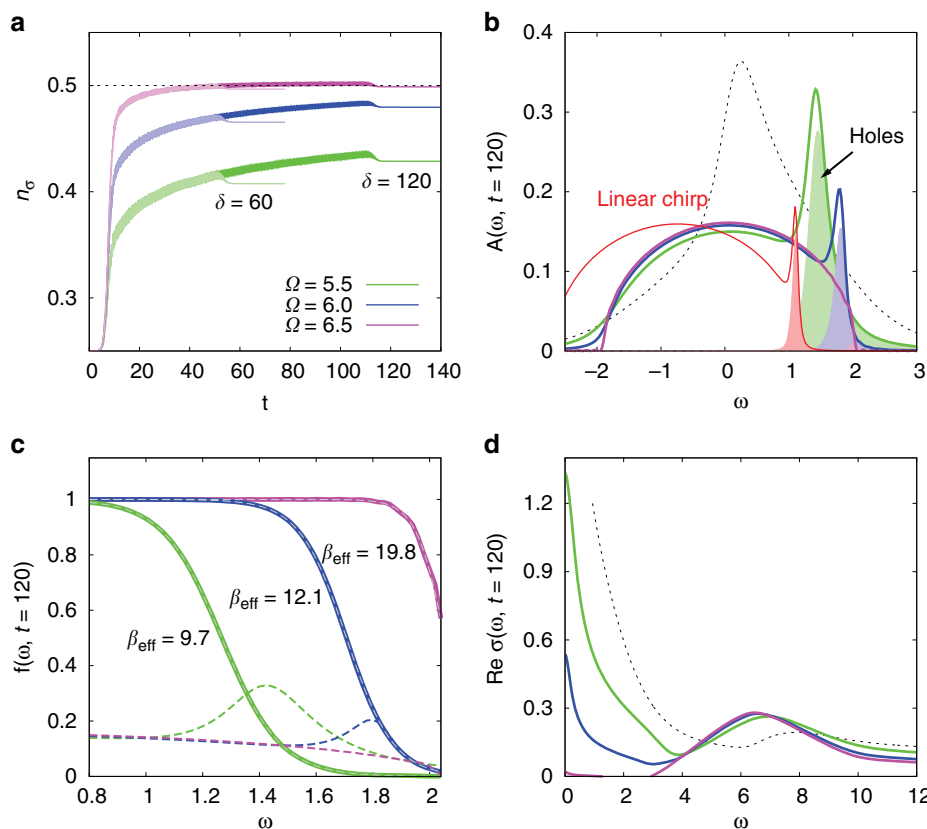 a
n_σ
0.5
0.4
0.3
δ = 60
δ = 120
Ω = 5.5
Ω = 6.0
Ω = 6.5
0 20 40 60 80 100 120 140
t
b
A(ω, t = 120)
0.4
0.3
0.2
0.1
0
Holes
Linear chirp
−2 −1 0 1 2 3
ω
c
f(ω, t = 120)
1
0.8
0.6
0.4
0.2
0
β_eff = 19.8
β_eff = 12.1
β_eff = 9.7
0.8 1 1.2 1.4 1.6 1.8 2
ω
d
Re σ(ω, t = 120)
1.2
0.9
0.6
0.3
0
0 2 4 6 8 10 12
ω